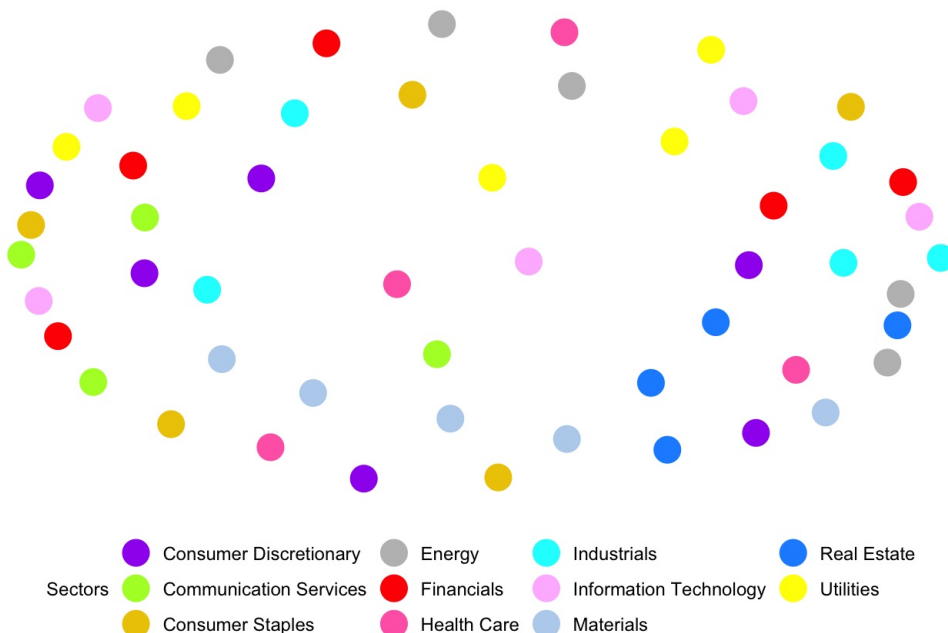 Consumer Discretionary Energy Industrials Real Estate
Sectors Communication Services Financials Information Technology Utilities
Consumer Staples Health Care Materials